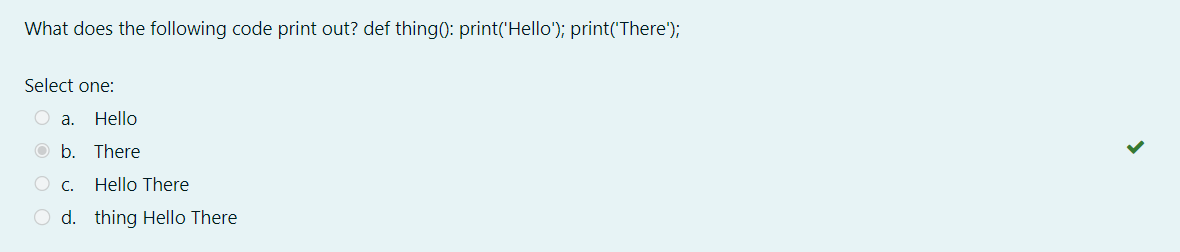 What does the following code print out? def thing(): print('Hello'); print('There');
Select one:
a. Hello
b. There
c. Hello There
d. thing Hello There